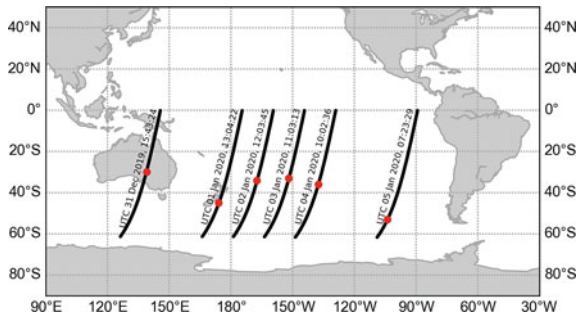 40°N
40°N
20°N
20°N
0°
0°
20°S
20°S
40°S
40°S
60°S
60°S
80°S
80°S
UTC 31 Dec 2019, 15:43:24
UTC 01 Jan 2020, 13:04:22
UTC 02 Jan 2020, 12:03:45
UTC 03 Jan 2020, 11:03:13
UTC 04 Jan 2020, 10:02:36
UTC 05 Jan 2020, 07:23:29
90°E 120°E 150°E 180° 150°W 120°W 90°W 60°W 30°W